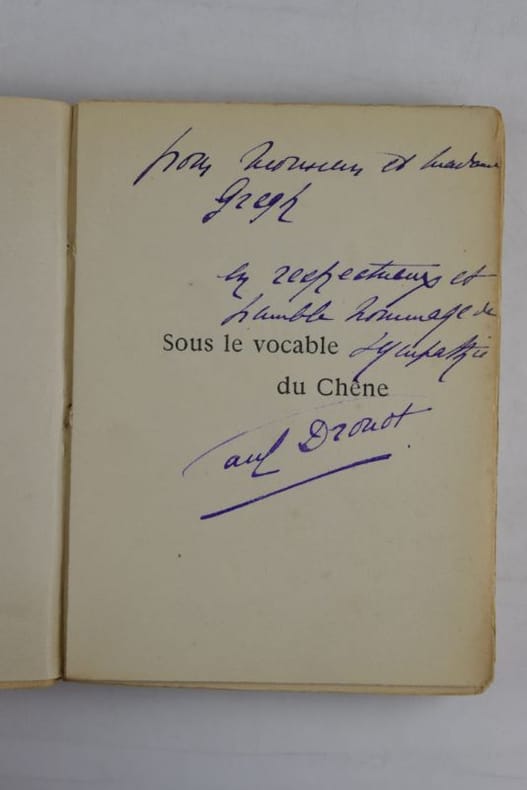 pour monsieur et madame
Gregh
en respectueux et
humble hommage de
Sous le vocable sympathie
du Chêne
Paul Drouot